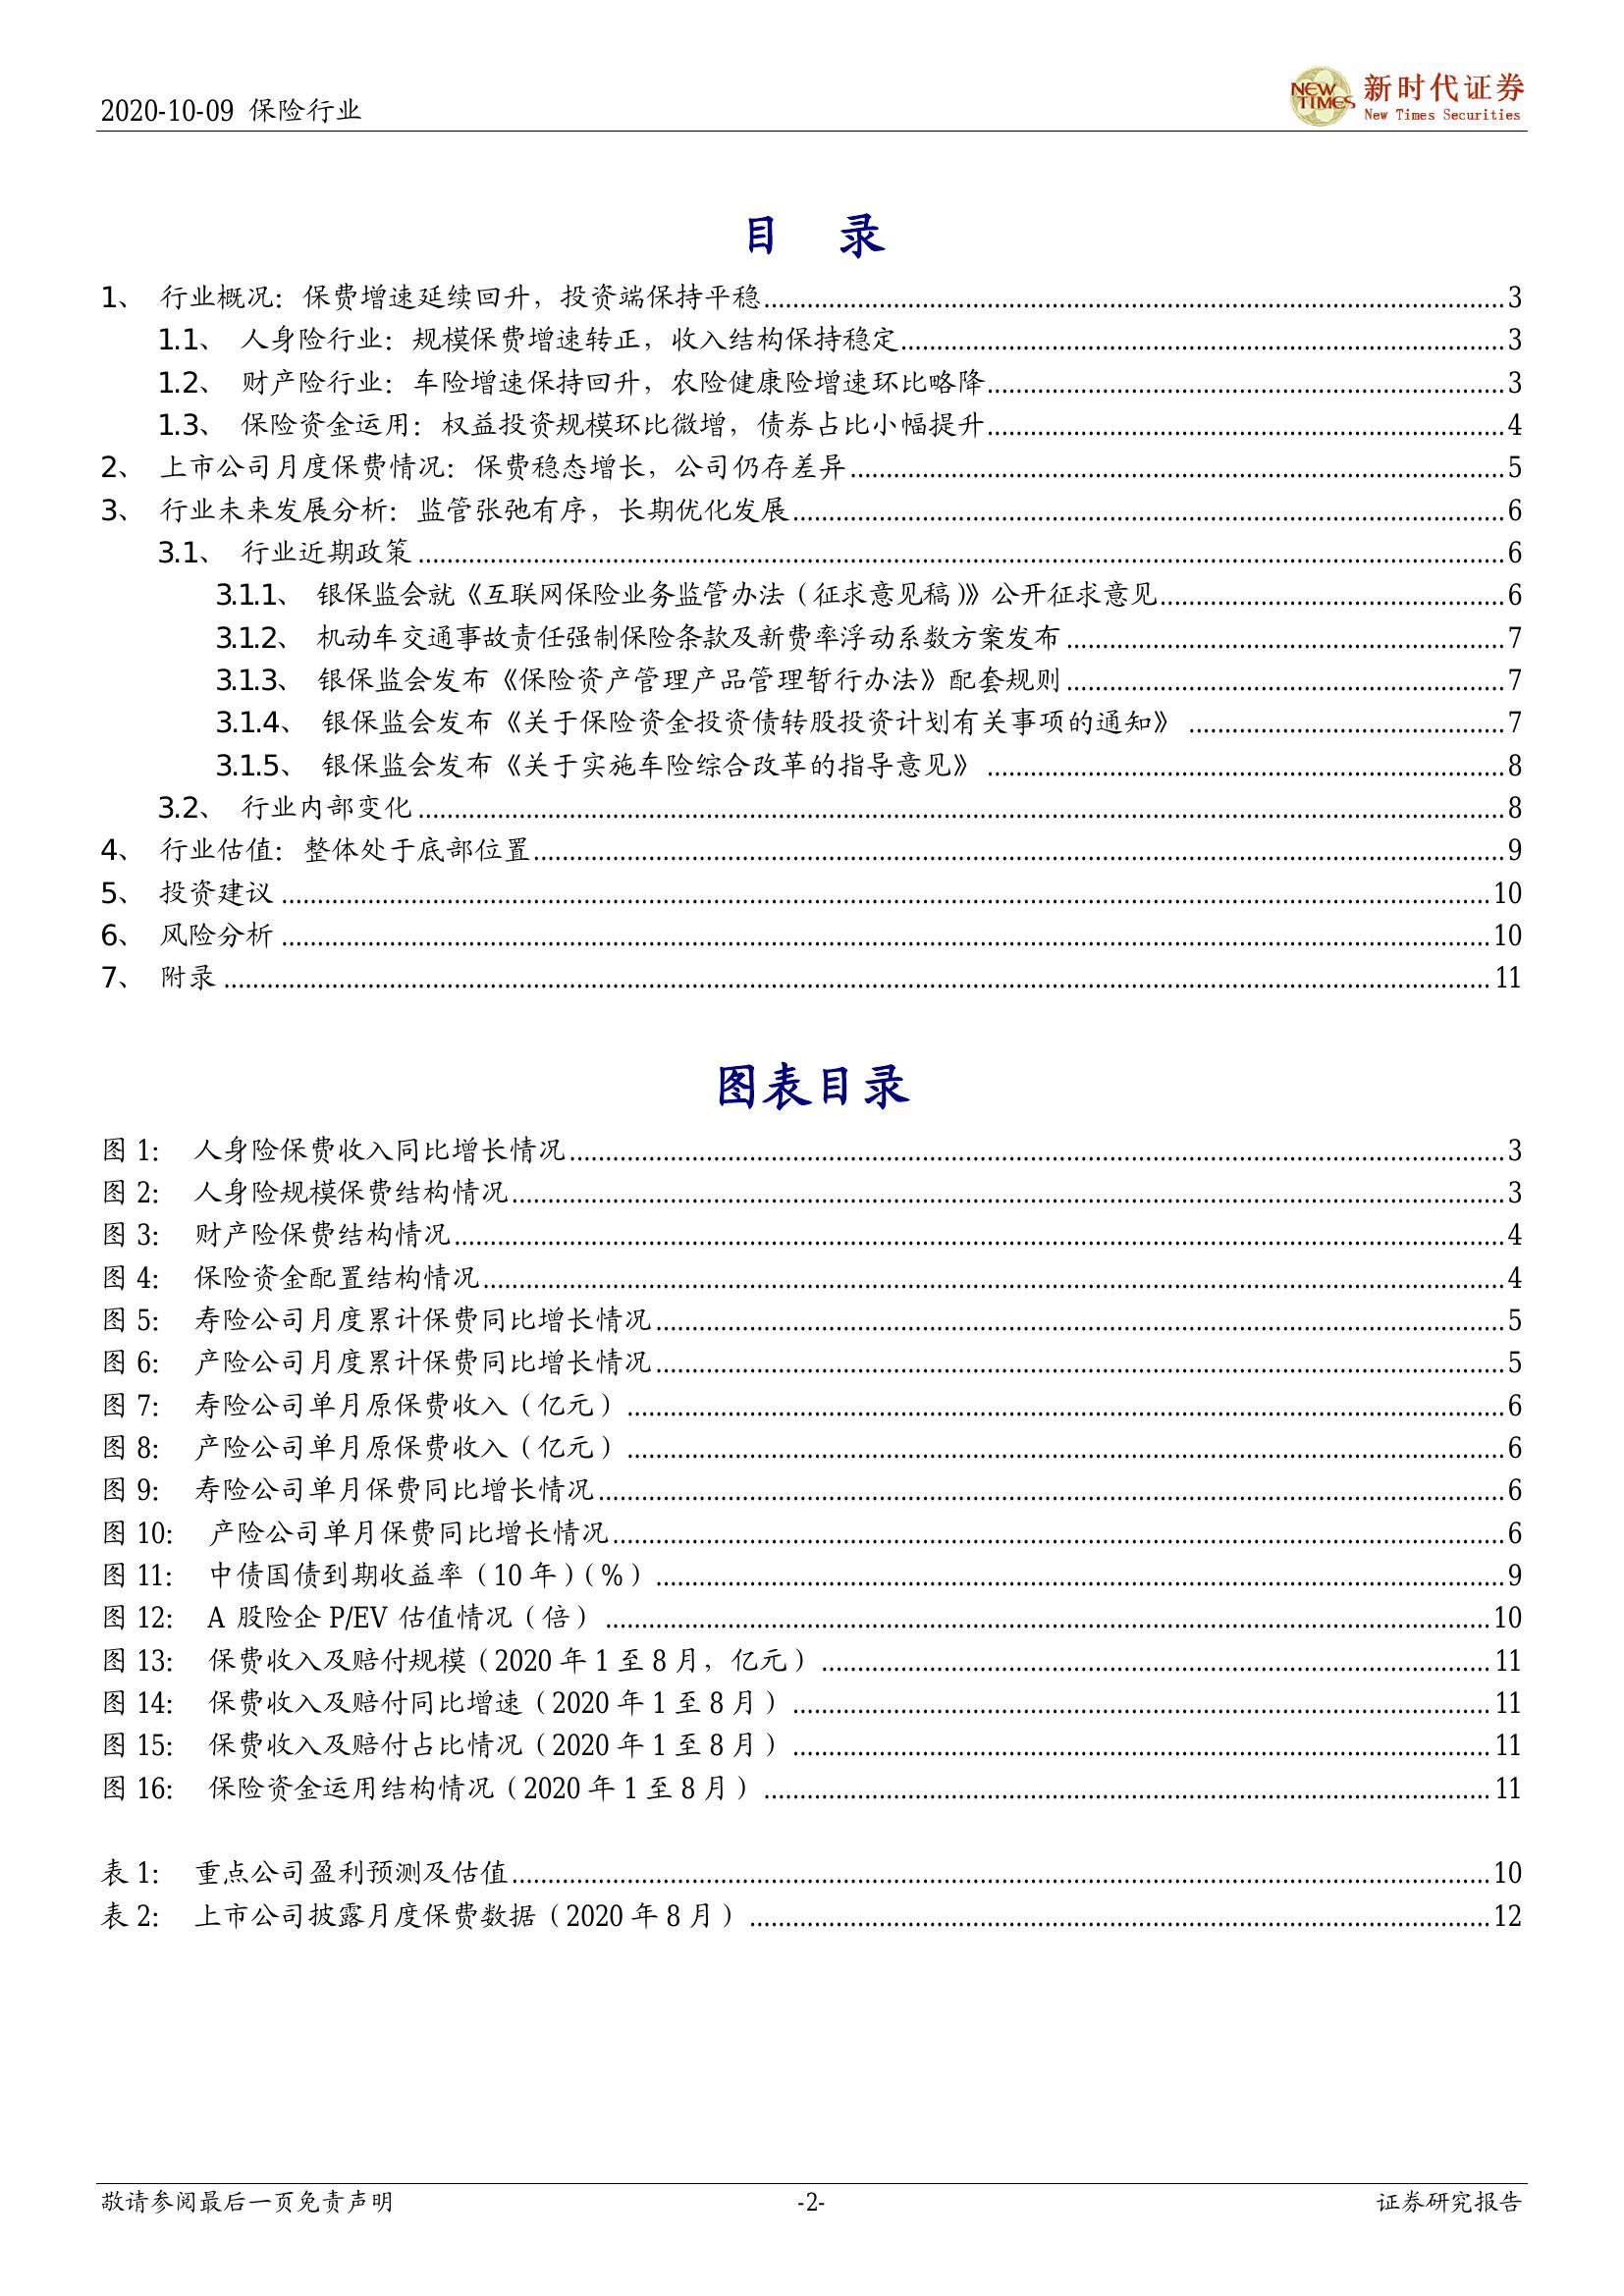 2020-10-09 保险行业
NEW TIMES 新时代证券
New Times Securities
目 录
1、 行业概况：保费增速延续回升，投资端保持平稳 3
1.1、 人身险行业：规模保费增速转正，收入结构保持稳定 3
1.2、 财产险行业：车险增速保持回升，农险健康险增速环比略降 3
1.3、 保险资金运用：权益投资规模环比微增，债券占比小幅提升 4
2、 上市公司月度保费情况：保费稳态增长，公司仍存差异 5
3、 行业未来发展分析：监管张弛有序，长期优化发展 6
3.1、 行业近期政策 6
3.1.1、 银保监会就《互联网保险业务监管办法（征求意见稿）》公开征求意见 6
3.1.2、 机动车交通事故责任强制保险条款及新费率浮动系数方案发布 7
3.1.3、 银保监会发布《保险资产管理产品管理暂行办法》配套规则 7
3.1.4、 银保监会发布《关于保险资金投资债转股投资计划有关事项的通知》 7
3.1.5、 银保监会发布《关于实施车险综合改革的指导意见》 8
3.2、 行业内部变化 8
4、 行业估值：整体处于底部位置 9
5、 投资建议 10
6、 风险分析 10
7、 附录 11
图表目录
图 1： 人身险保费收入同比增长情况 3
图 2： 人身险规模保费结构情况 3
图 3： 财产险保费结构情况 4
图 4： 保险资金配置结构情况 4
图 5： 寿险公司月度累计保费同比增长情况 5
图 6： 产险公司月度累计保费同比增长情况 5
图 7： 寿险公司单月原保费收入（亿元） 6
图 8： 产险公司单月原保费收入（亿元） 6
图 9： 寿险公司单月保费同比增长情况 6
图 10： 产险公司单月保费同比增长情况 6
图 11： 中债国债到期收益率（10 年）（%） 9
图 12： A 股险企 P/EV 估值情况（倍） 10
图 13： 保费收入及赔付规模（2020 年 1 至 8 月，亿元） 11
图 14： 保费收入及赔付同比增速（2020 年 1 至 8 月） 11
图 15： 保费收入及赔付占比情况（2020 年 1 至 8 月） 11
图 16： 保险资金运用结构情况（2020 年 1 至 8 月） 11
表 1： 重点公司盈利预测及估值 10
表 2： 上市公司披露月度保费数据（2020 年 8 月） 12
敬请参阅最后一页免责声明 -2- 证券研究报告